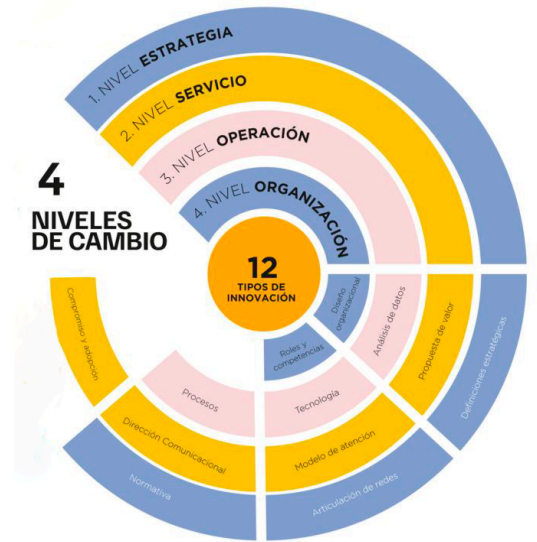 1. NIVEL ESTRATEGIA
2. NIVEL SERVICIO
3. NIVEL OPERACIÓN
4. NIVEL ORGANIZACIÓN
4
NIVELES
DE CAMBIO
12
TIPOS DE
INNOVACIÓN
Diseño
organizacional
Análisis de datos
Propuesta de valor
Definiciones estratégicas
Roles y
competencias
Tecnología
Modelo de atención
Articulación de redes
Procesos
Dirección Comunicacional
Normativa
Compromiso y adopción